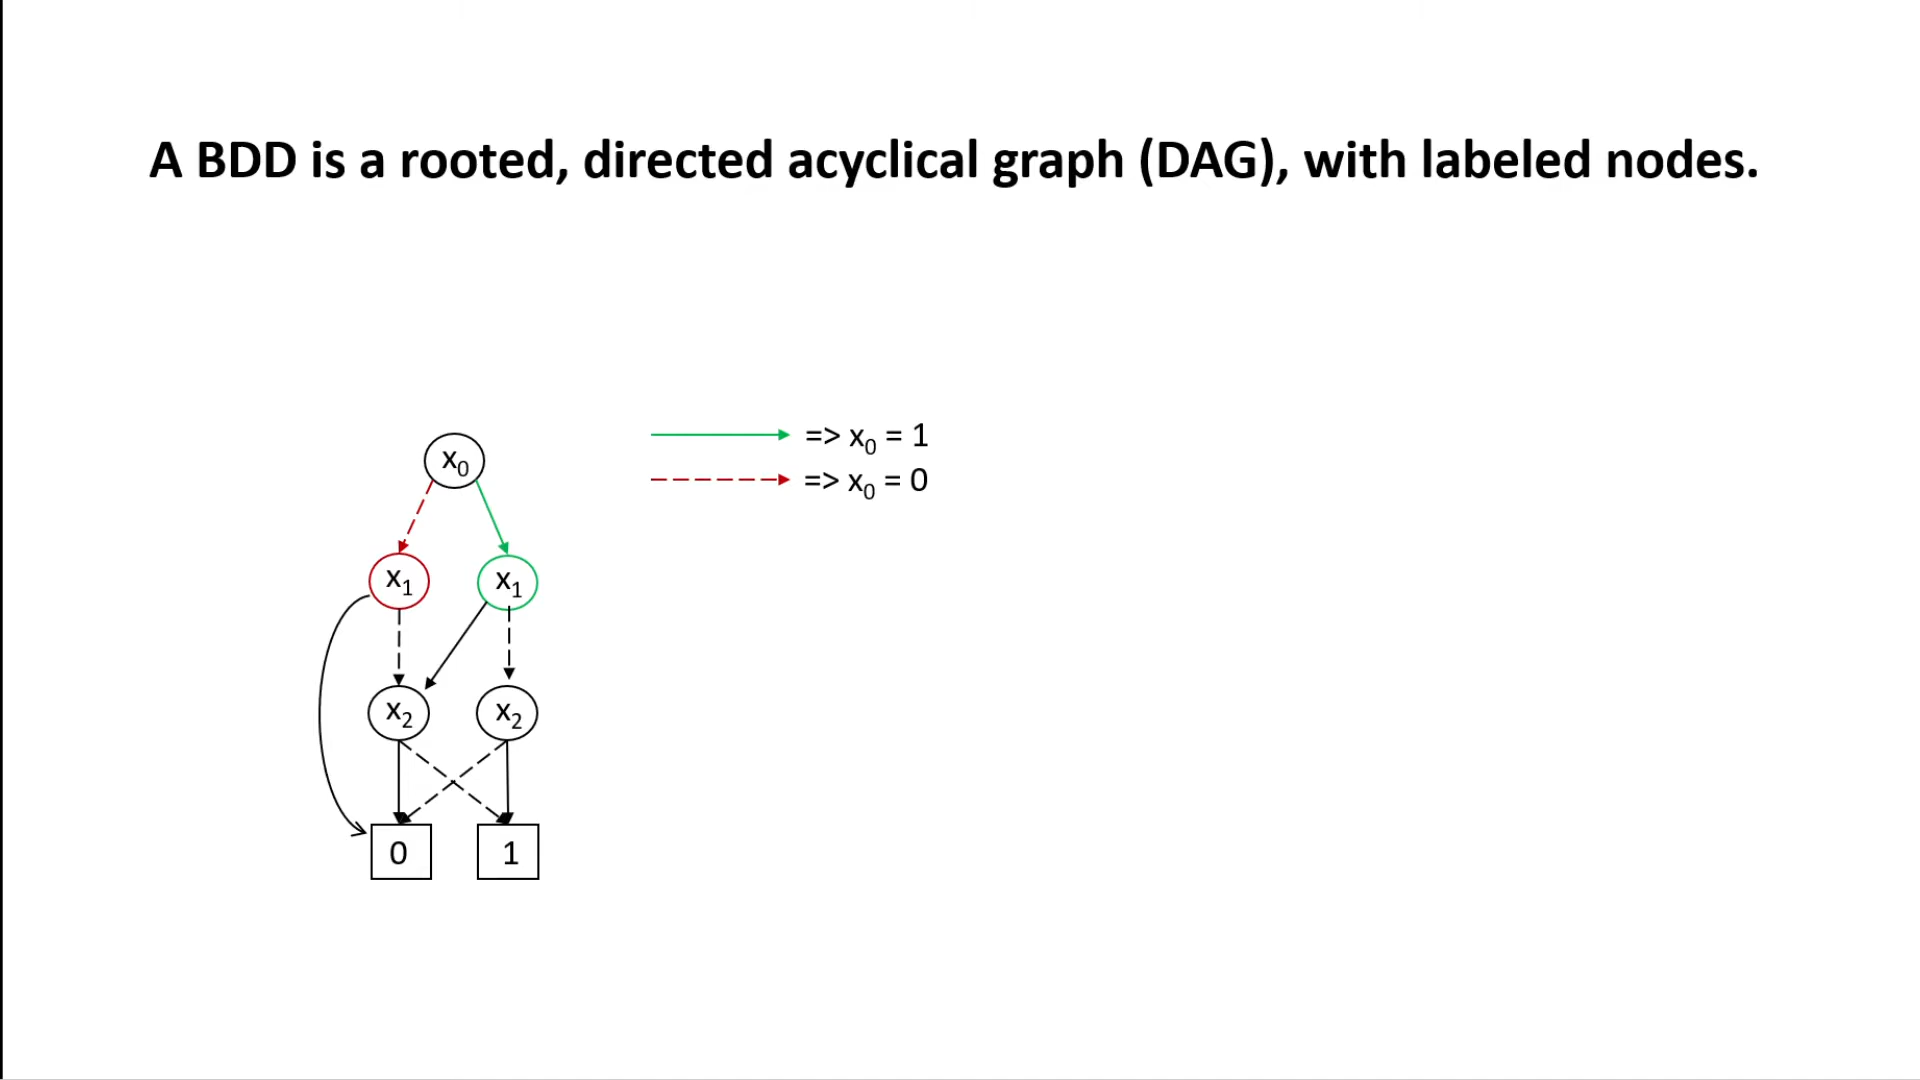 A BDD is a rooted, directed acyclical graph (DAG), with labeled nodes.
=> x₀ = 1
x₀
=> x₀ = 0
x₁ x₁
x₂ x₂
0 1